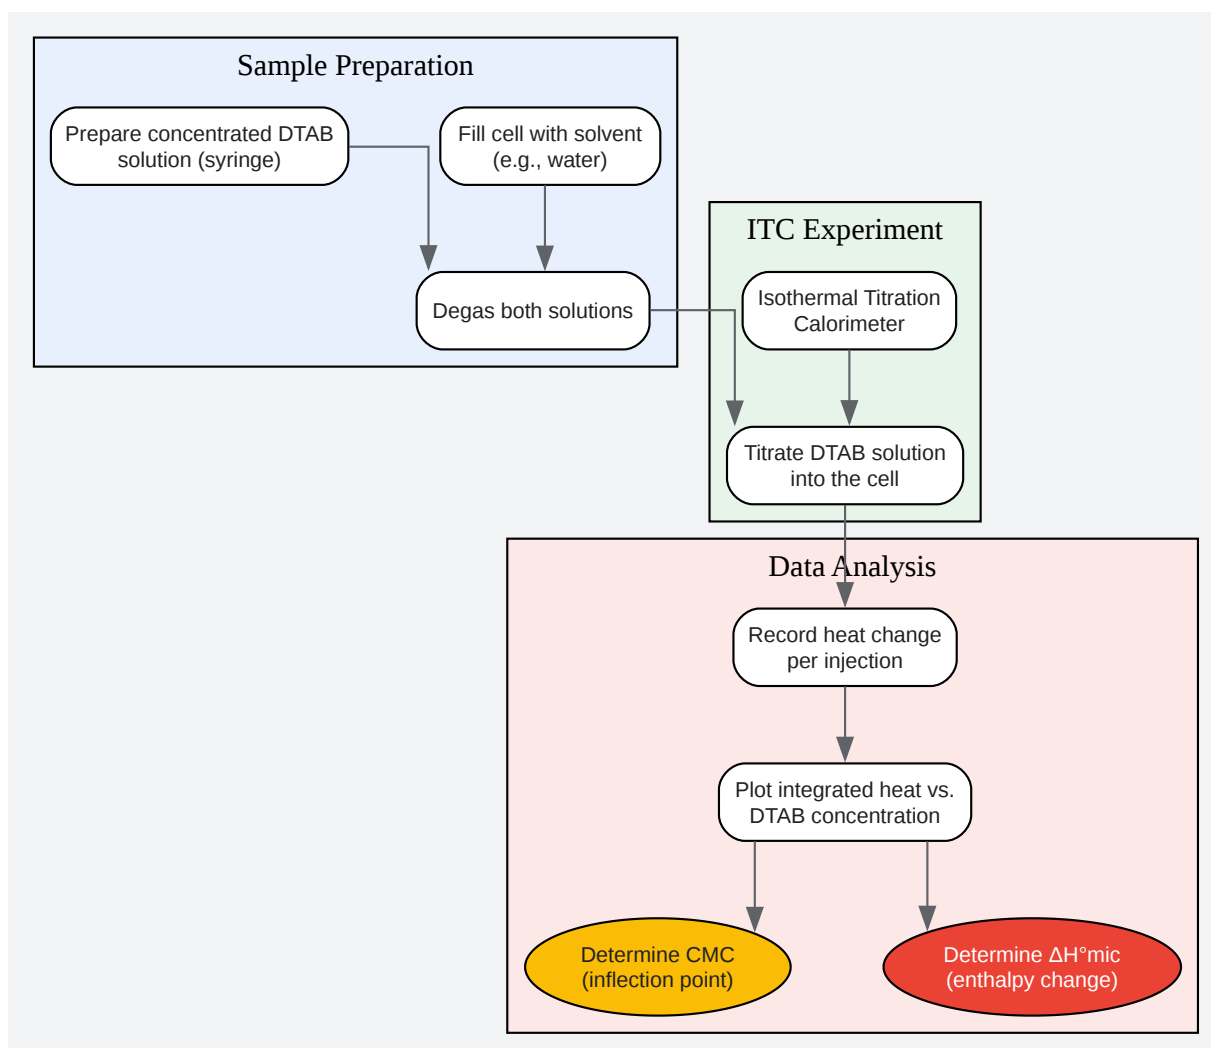 Sample Preparation
Prepare concentrated DTAB
solution (syringe)
Fill cell with solvent
(e.g., water)
Degas both solutions
ITC Experiment
Isothermal Titration
Calorimeter
Titrate DTAB solution
into the cell
Data Analysis
Record heat change
per injection
Plot integrated heat vs.
DTAB concentration
Determine CMC
(inflection point)
Determine ΔH°mic
(enthalpy change)